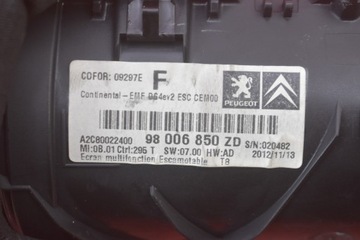 COFOR: 09297E F
Continental - EMF DG4ev2 ESC CEM00
PEUGEOT
A2C80022400 98 006 850 ZD S/N:020482
MI:08.01 Ctrl:295 T SW:07.00 HW:AD 2012/11/13
Ecran multifonction Escamotable T8